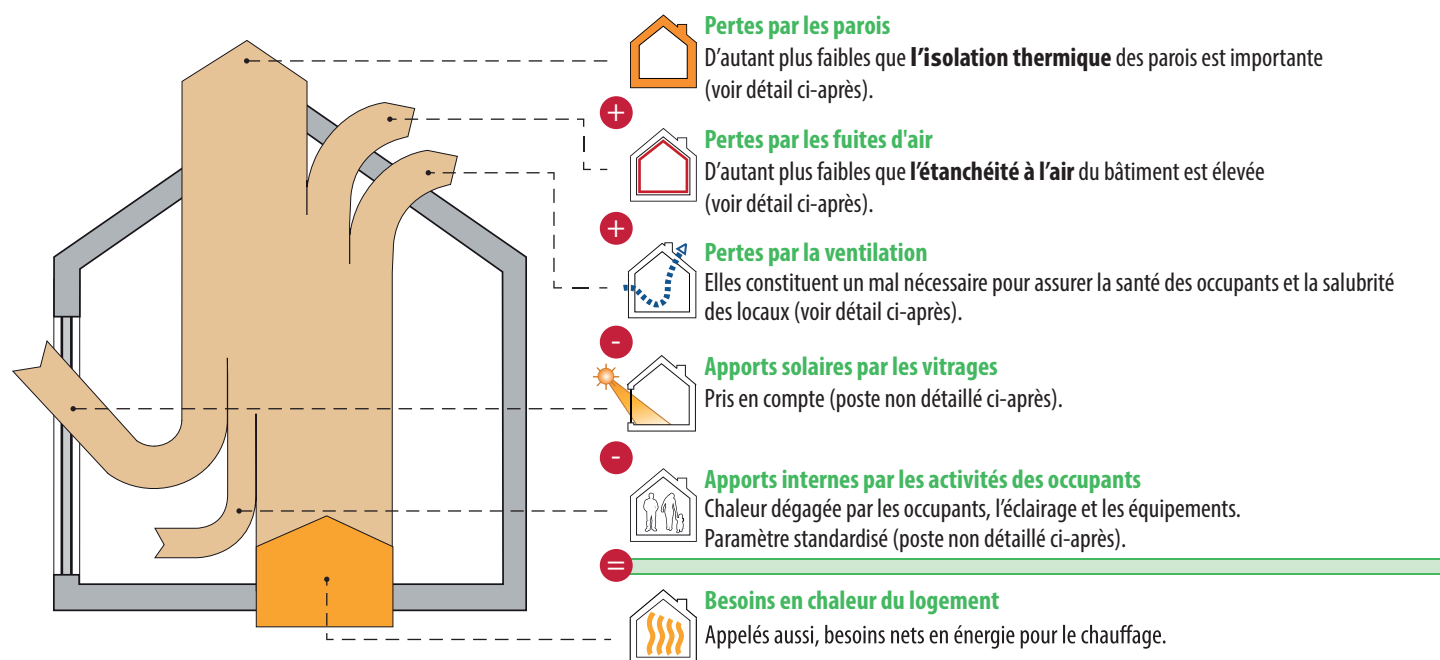 Pertes par les parois
D'autant plus faibles que l'isolation thermique des parois est importante
(voir détail ci-après).
+
Pertes par les fuites d'air
D'autant plus faibles que l'étanchéité à l'air du bâtiment est élevée
(voir détail ci-après).
+
Pertes par la ventilation
Elles constituent un mal nécessaire pour assurer la santé des occupants et la salubrité
des locaux (voir détail ci-après).
-
Apports solaires par les vitrages
Pris en compte (poste non détaillé ci-après).
-
Apports internes par les activités des occupants
Chaleur dégagée par les occupants, l'éclairage et les équipements.
Paramètre standardisé (poste non détaillé ci-après).
=
Besoins en chaleur du logement
Appelés aussi, besoins nets en énergie pour le chauffage.